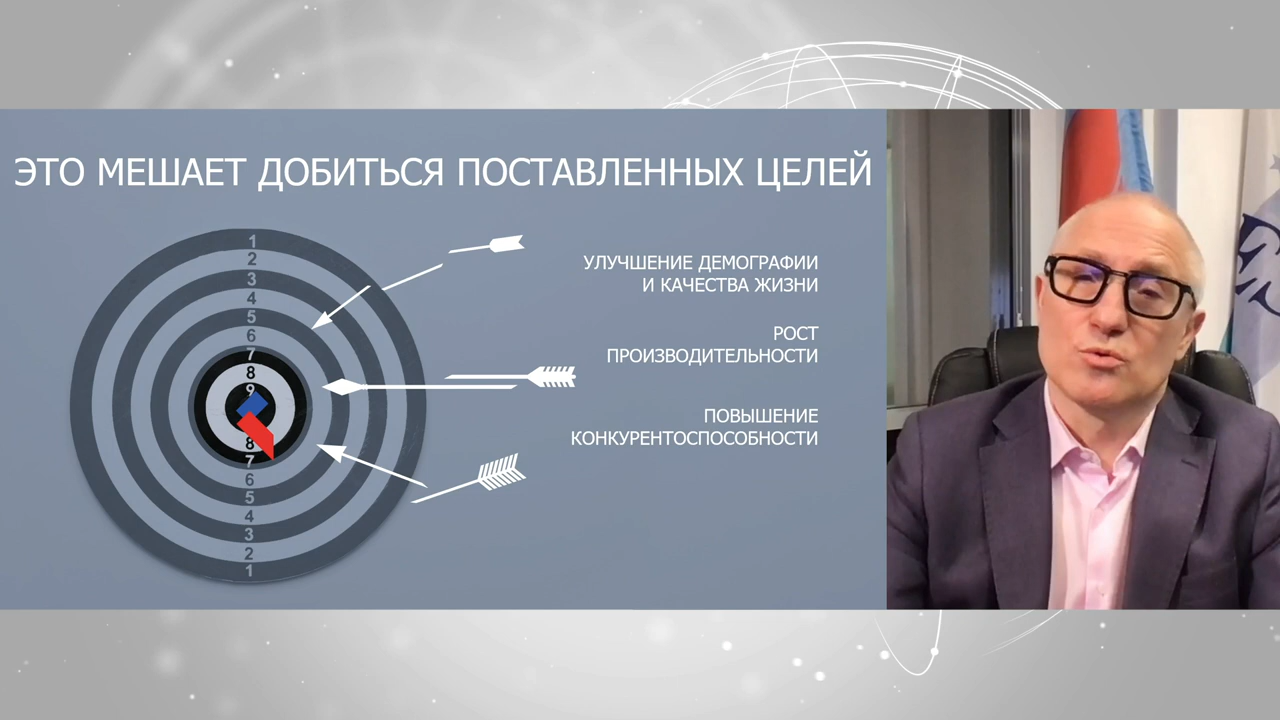 ЭТО МЕШАЕТ ДОБИТЬСЯ ПОСТАВЛЕННЫХ ЦЕЛЕЙ
УЛУЧШЕНИЕ ДЕМОГРАФИИ
И КАЧЕСТВА ЖИЗНИ
РОСТ
ПРОИЗВОДИТЕЛЬНОСТИ
ПОВЫШЕНИЕ
КОНКУРЕНТОСПОСОБНОСТИ
1
2
3
4
5
6
7
8
9
8
7
6
5
4
3
2
1